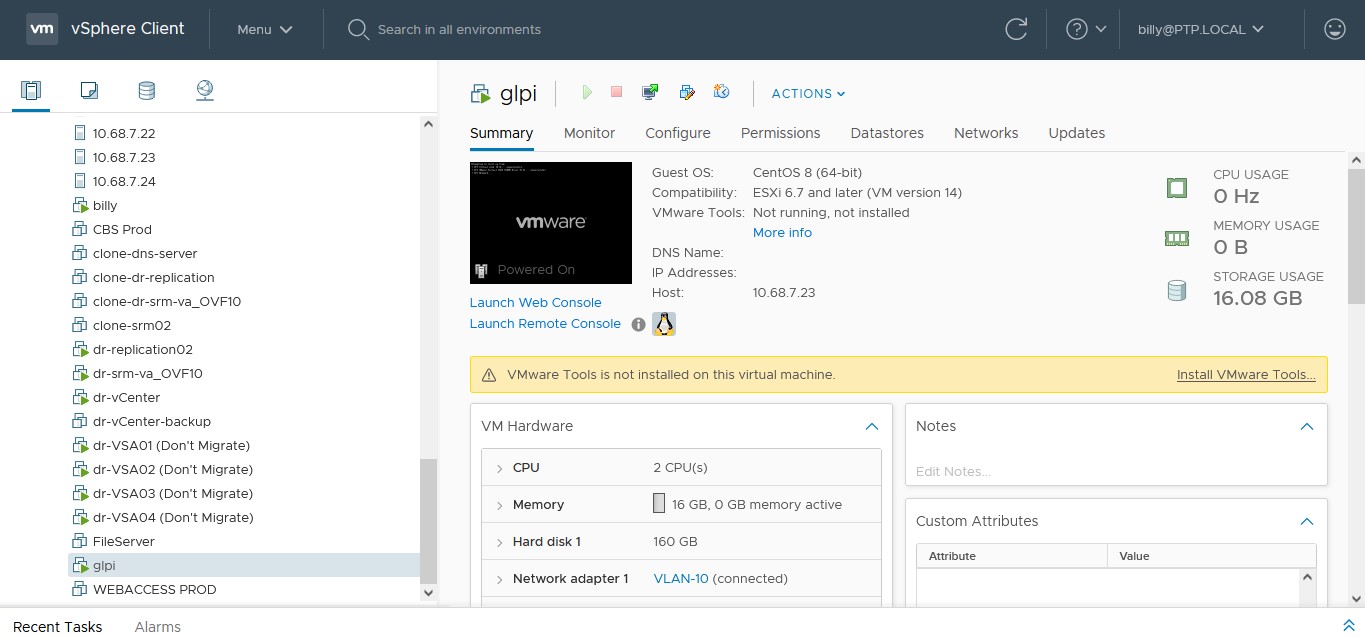 vm vSphere Client Menu Search in all environments billy@PTP.LOCAL
10.68.7.22
10.68.7.23
10.68.7.24
billy
CBS Prod
clone-dns-server
clone-dr-replication
clone-dr-srm-va_OVF10
clone-srm02
dr-replication02
dr-srm-va_OVF10
dr-vCenter
dr-vCenter-backup
dr-VSA01 (Don't Migrate)
dr-VSA02 (Don't Migrate)
dr-VSA03 (Don't Migrate)
dr-VSA04 (Don't Migrate)
FileServer
glpi
WEBACCESS PROD
glpi ACTIONS
Summary Monitor Configure Permissions Datastores Networks Updates
vmware
Powered On
Launch Web Console
Launch Remote Console
Guest OS: CentOS 8 (64-bit)
Compatibility: ESXi 6.7 and later (VM version 14)
VMware Tools: Not running, not installed
More info
DNS Name:
IP Addresses:
Host: 10.68.7.23
CPU USAGE
0 Hz
MEMORY USAGE
0 B
STORAGE USAGE
16.08 GB
VMware Tools is not installed on this virtual machine. Install VMware Tools...
VM Hardware
CPU 2 CPU(s)
Memory 16 GB, 0 GB memory active
Hard disk 1 160 GB
Network adapter 1 VLAN-10 (connected)
Notes
Edit Notes...
Custom Attributes
Attribute Value
Recent Tasks Alarms